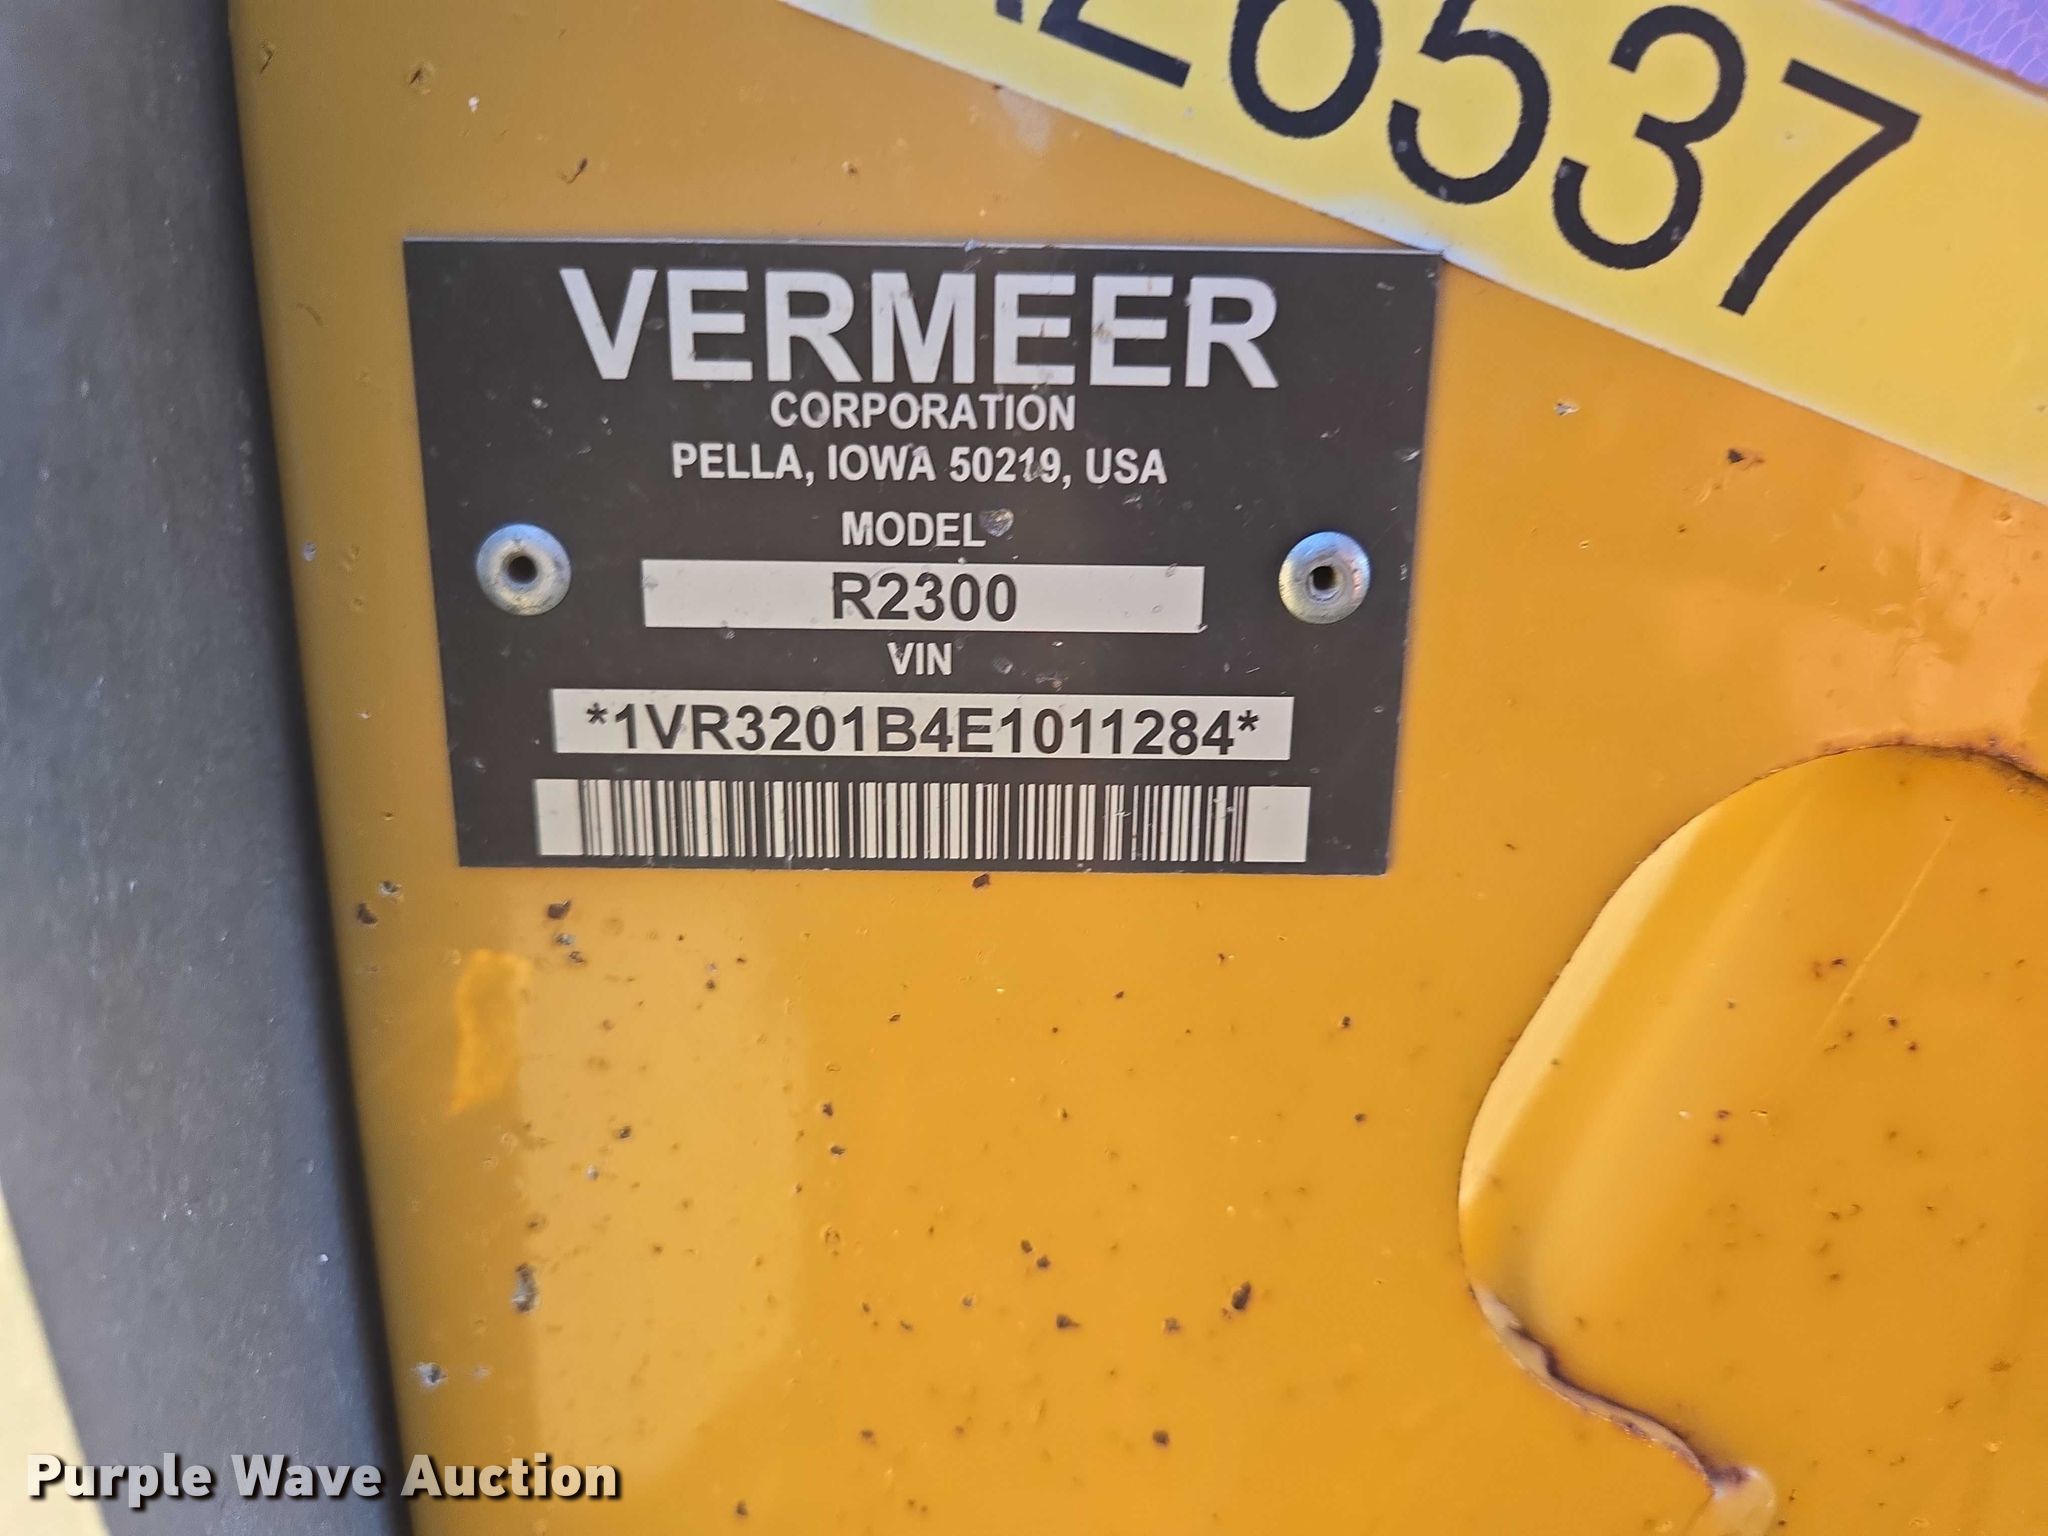 26537
VERMEER
CORPORATION
PELLA, IOWA 50219, USA
MODEL
R2300
VIN
*1VR3201B4E1011284*
Purple Wave Auction